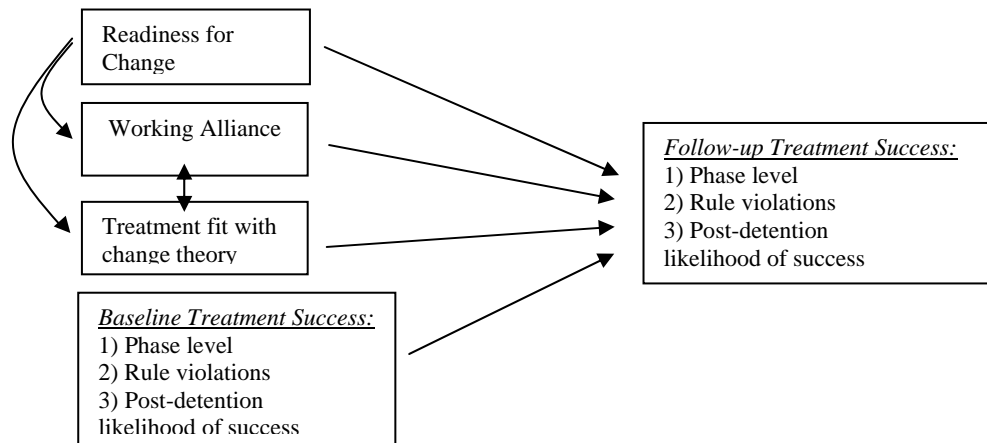 Readiness for
Change
Working Alliance
Treatment fit with
change theory
Baseline Treatment Success:
1) Phase level
2) Rule violations
3) Post-detention
likelihood of success
Follow-up Treatment Success:
1) Phase level
2) Rule violations
3) Post-detention
likelihood of success